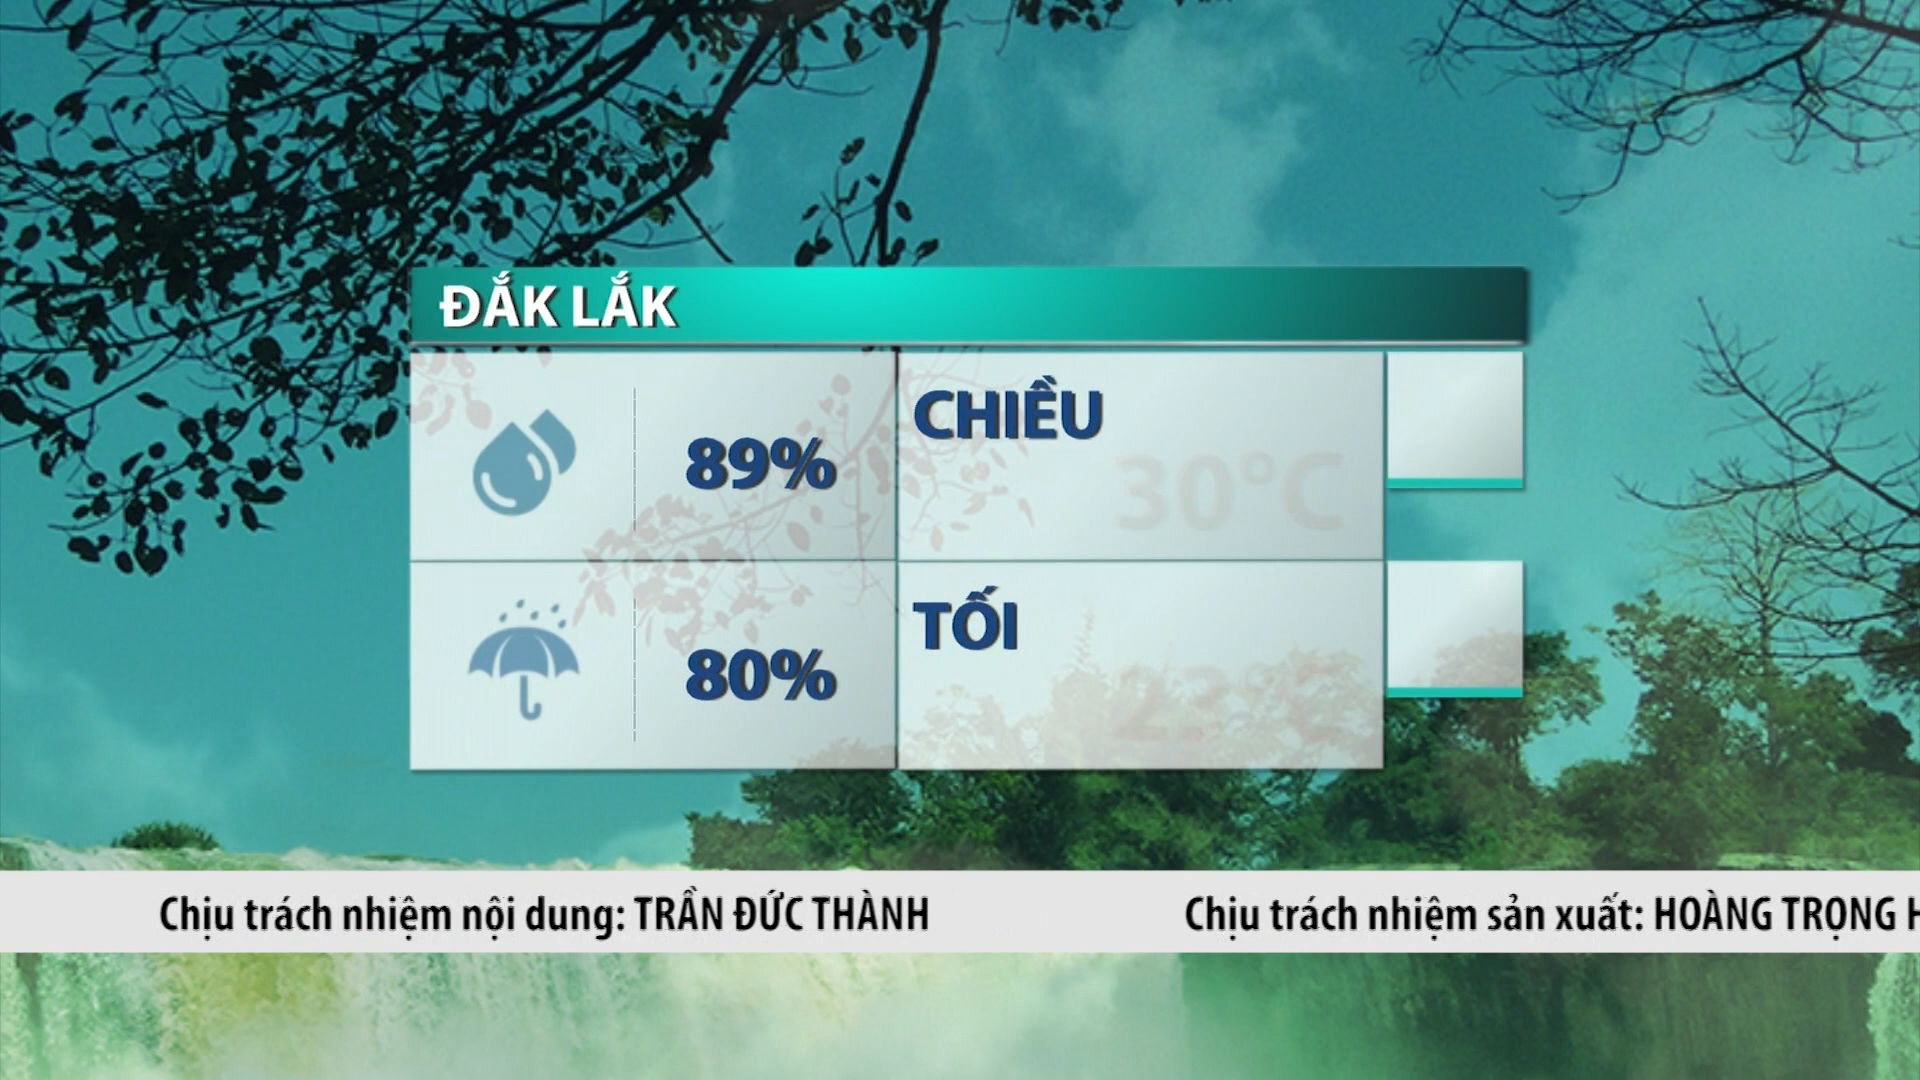 ĐẮK LẮK
89%
CHIỀU
30°C
80%
TỐI
23°C
Chịu trách nhiệm nội dung: TRẦN ĐỨC THÀNH
Chịu trách nhiệm sản xuất: HOÀNG TRỌNG